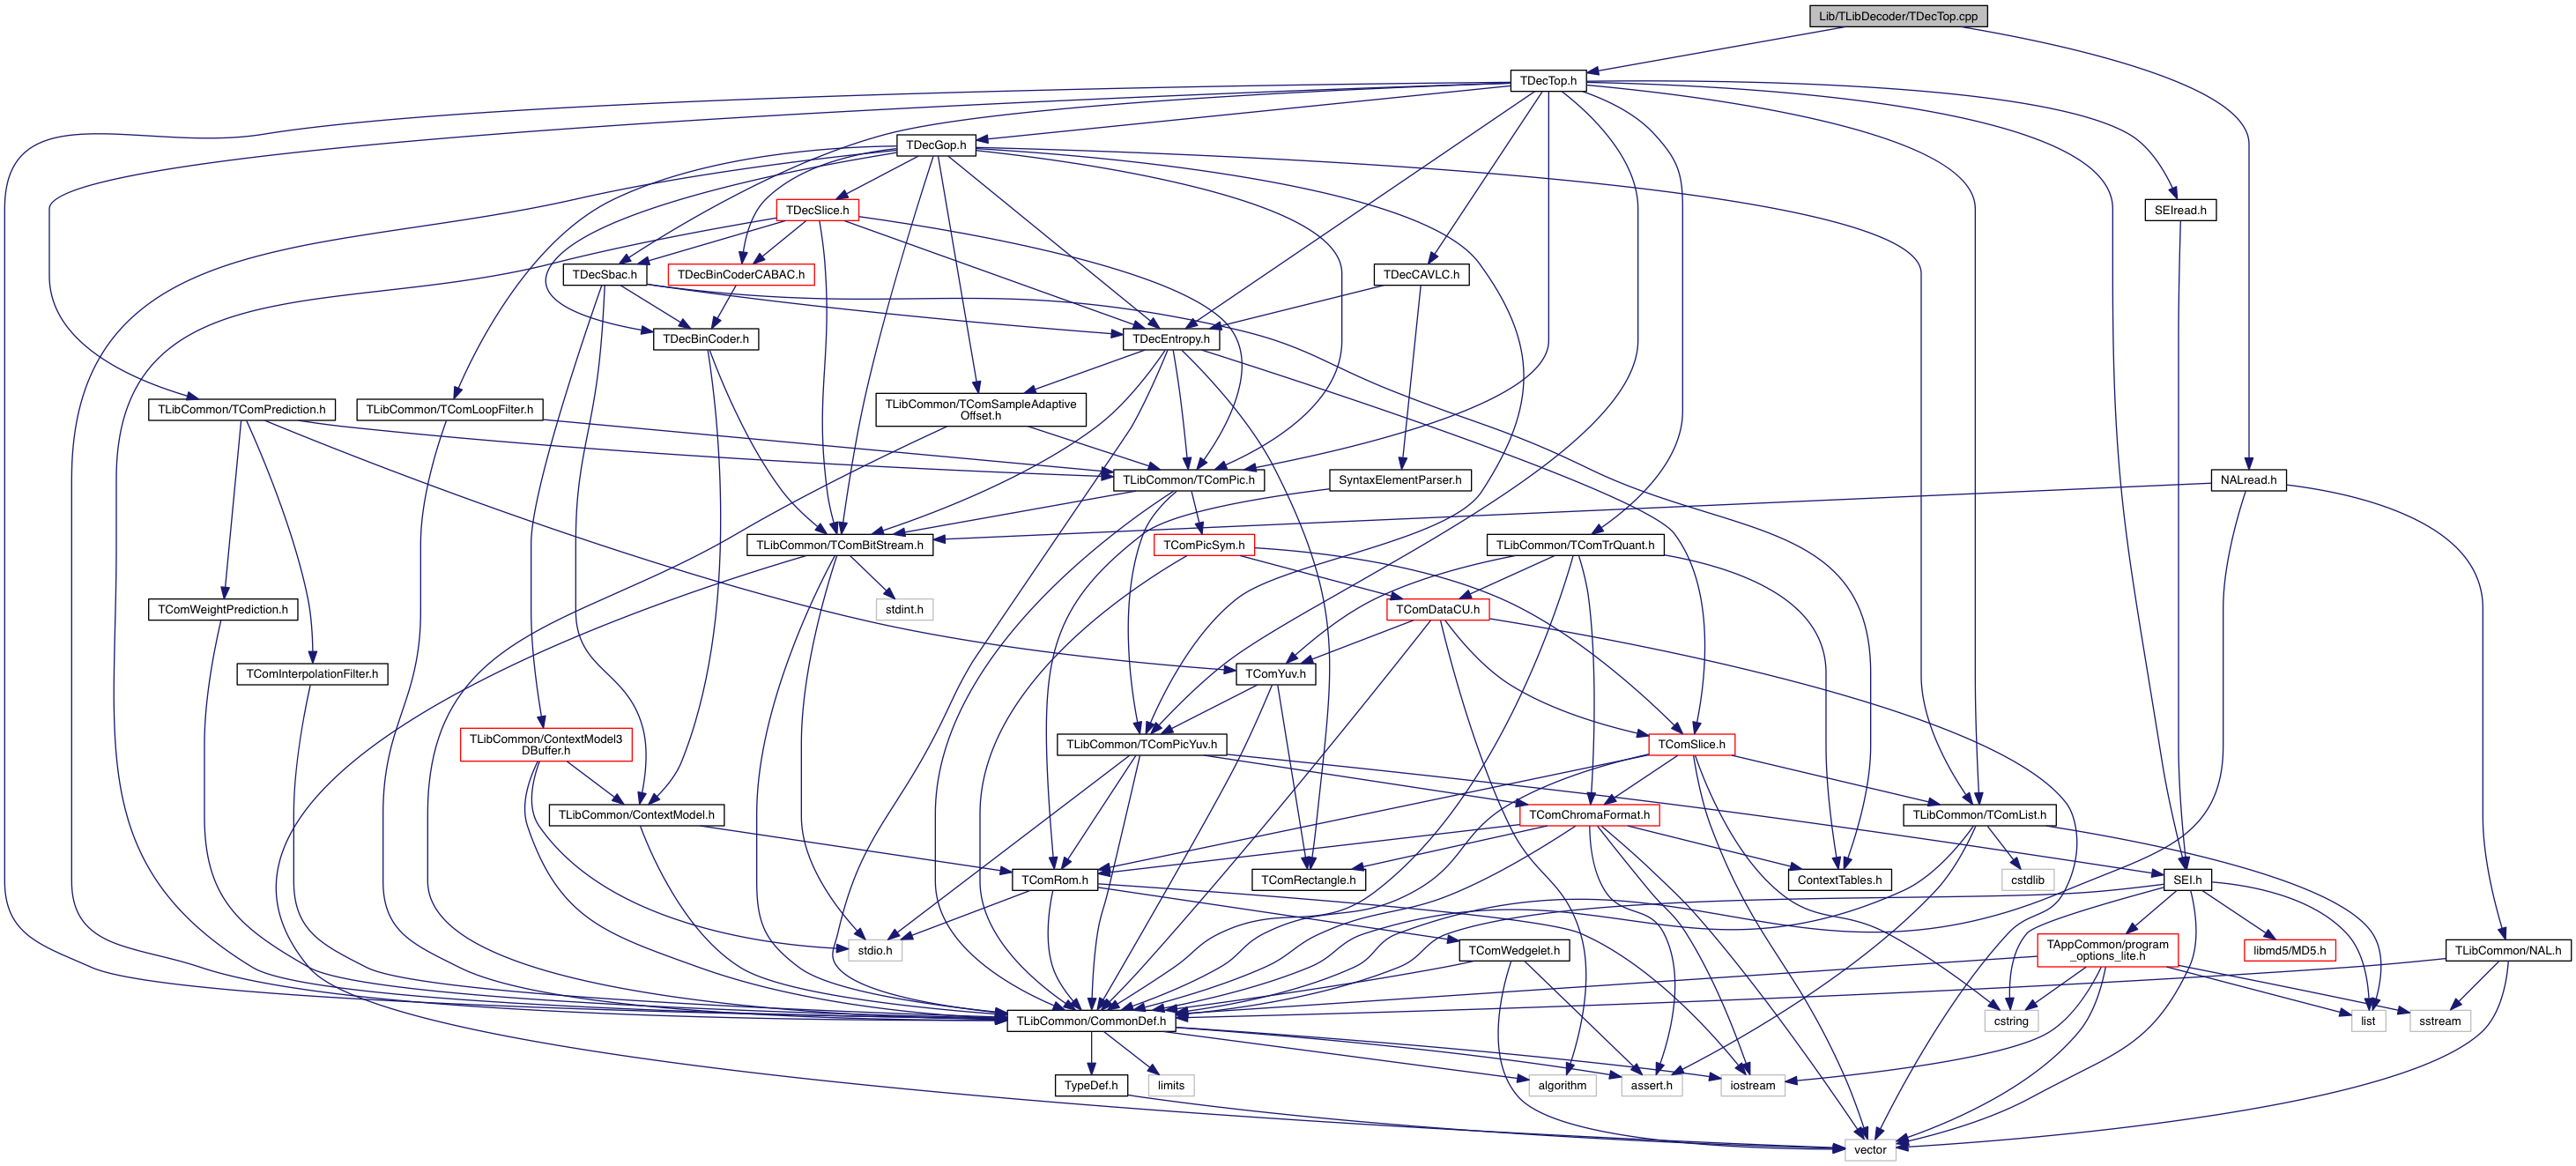 Lib/TLibDecoder/TDecTop.cpp
TDecTop.h
TDecGop.h
TDecSlice.h
SEIread.h
TDecSbac.h
TDecBinCoderCABAC.h
TDecCAVLC.h
TDecBinCoder.h
TDecEntropy.h
TLibCommon/TComPrediction.h
TLibCommon/TComLoopFilter.h
TLibCommon/TComSampleAdaptive
Offset.h
TLibCommon/TComPic.h
SyntaxElementParser.h
NALread.h
TLibCommon/TComBitStream.h
TComPicSym.h
TLibCommon/TComTrQuant.h
TComWeightPrediction.h
stdint.h
TComDataCU.h
TComInterpolationFilter.h
TComYuv.h
TLibCommon/ContextModel3
DBuffer.h
TLibCommon/TComPicYuv.h
TComSlice.h
TLibCommon/ContextModel.h
TComChromaFormat.h
TLibCommon/TComList.h
TComRom.h
TComRectangle.h
ContextTables.h
cstdlib
SEI.h
stdio.h
TComWedgelet.h
TAppCommon/program
_options_lite.h
libmd5/MD5.h
TLibCommon/NAL.h
TLibCommon/CommonDef.h
cstring
list
sstream
TypeDef.h
limits
algorithm
assert.h
iostream
vector